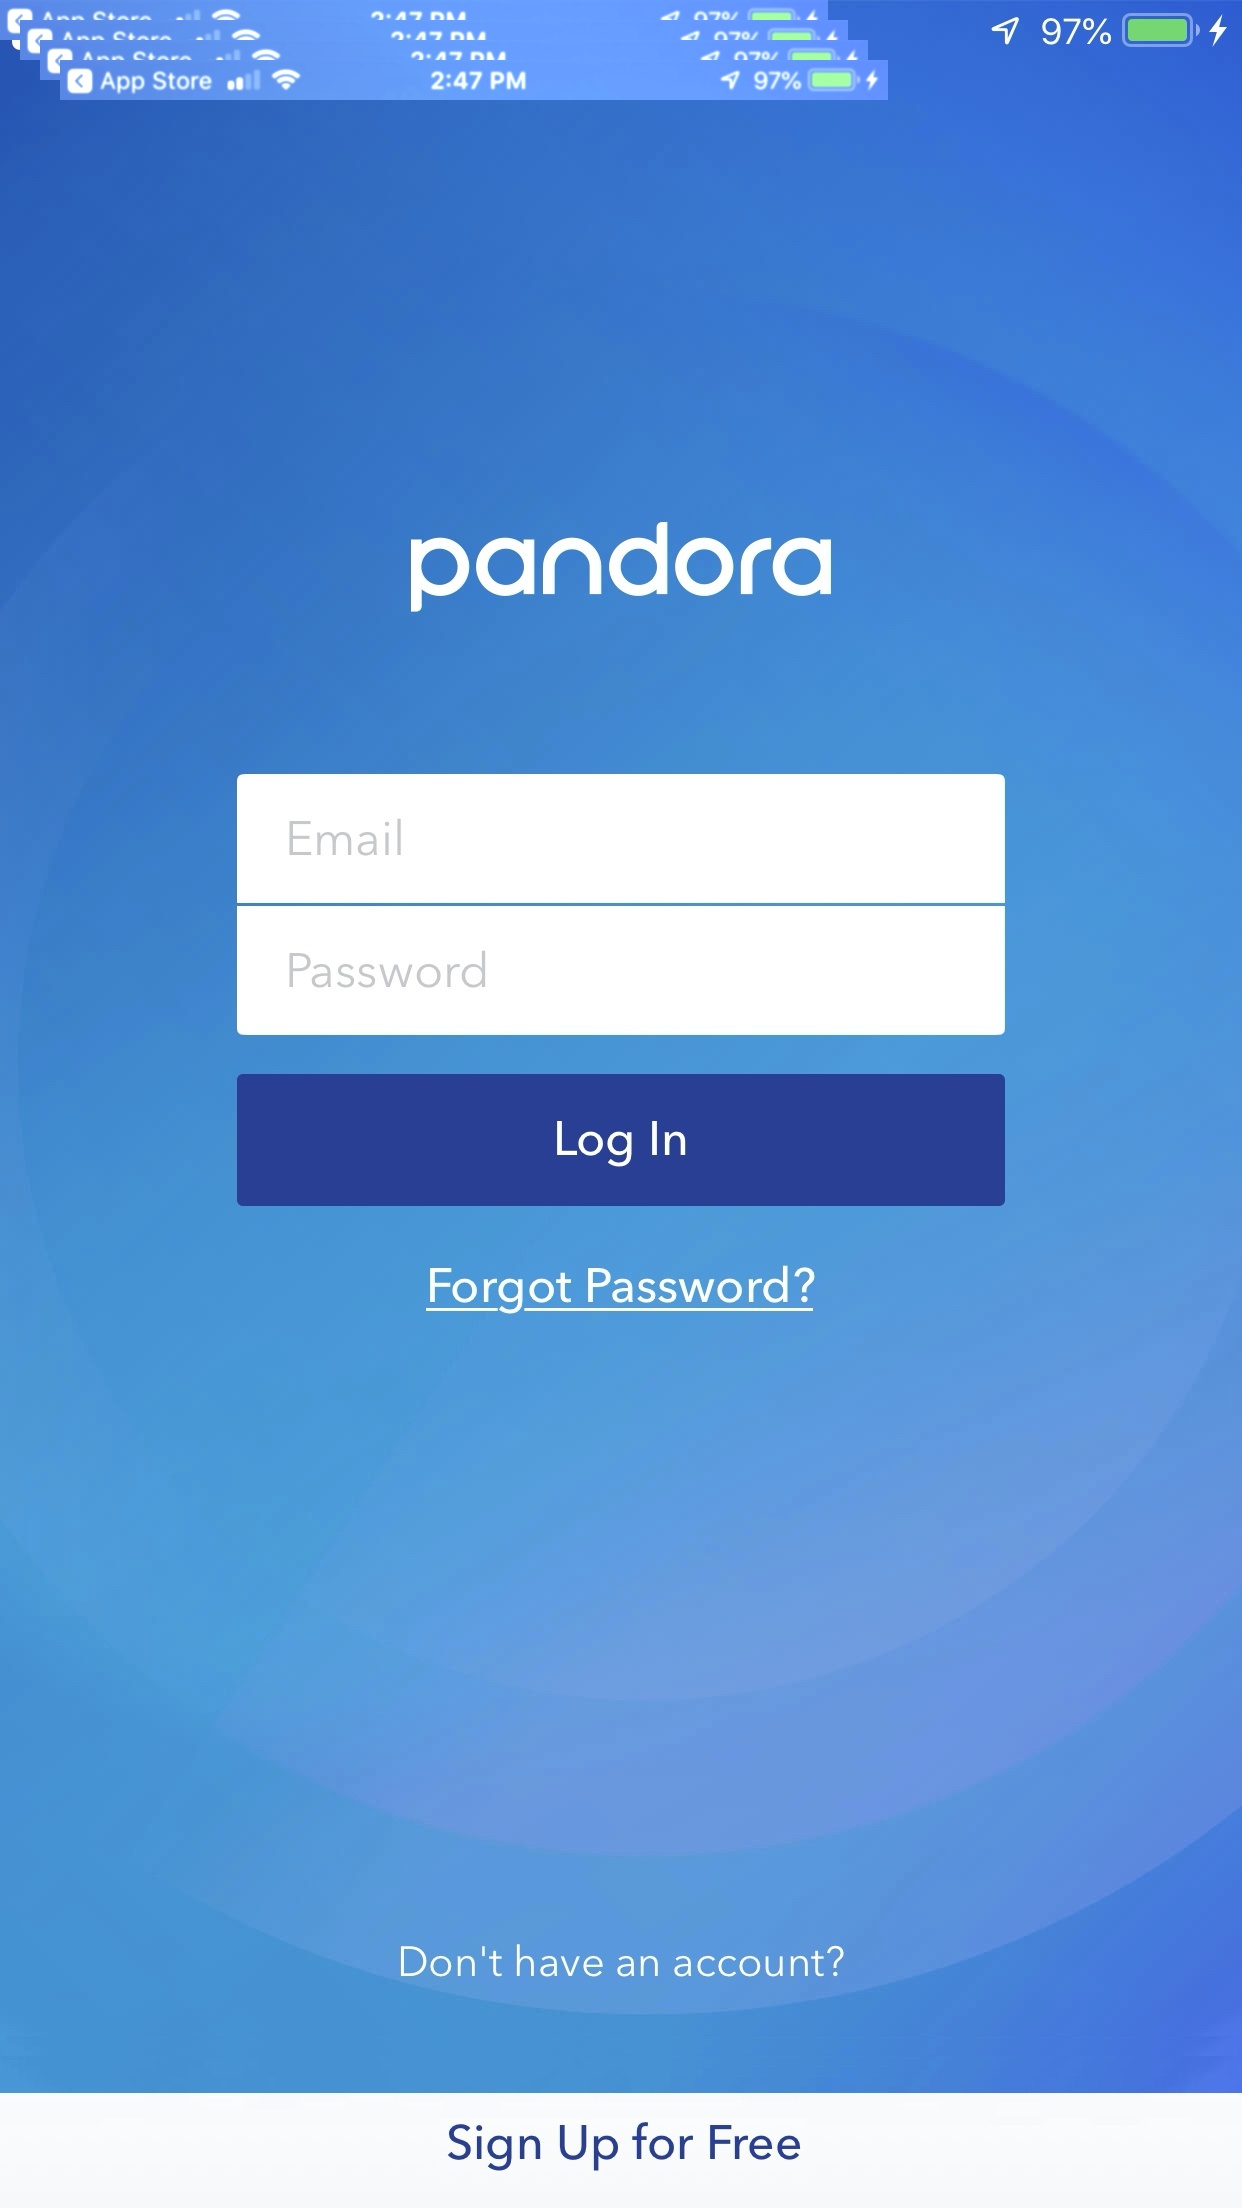 App Store 2:47 PM 97%
App Store 2:47 PM 97%
App Store 2:47 PM 97%
App Store 2:47 PM 97%
97%
pandora
Email
Password
Log In
Forgot Password?
Don't have an account?
Sign Up for Free